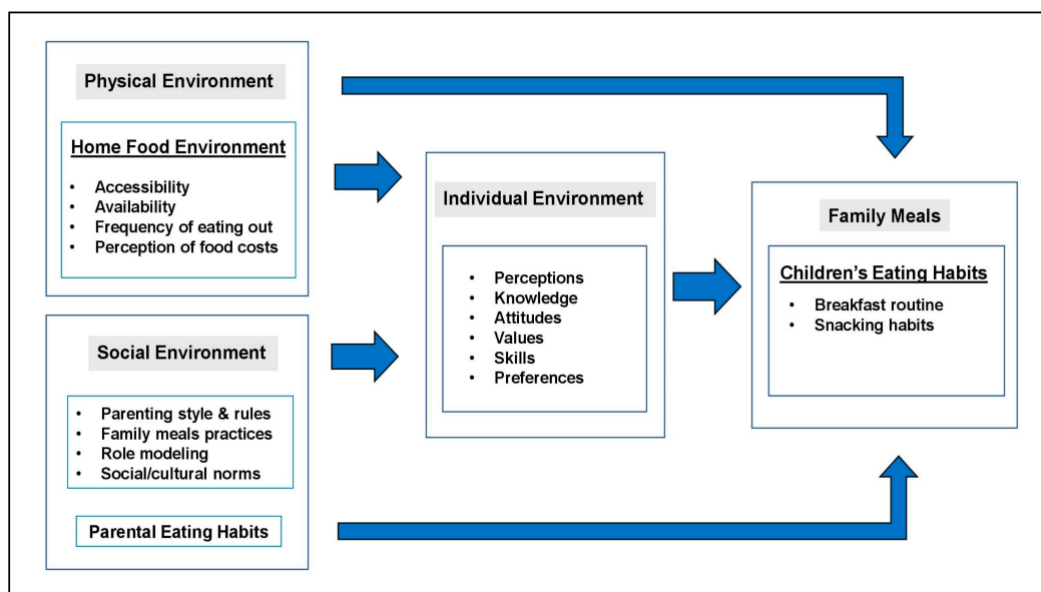 Physical Environment
Home Food Environment
• Accessibility
• Availability
• Frequency of eating out
• Perception of food costs
Social Environment
• Parenting style & rules
• Family meals practices
• Role modeling
• Social/cultural norms
Parental Eating Habits
Individual Environment
• Perceptions
• Knowledge
• Attitudes
• Values
• Skills
• Preferences
Family Meals
Children’s Eating Habits
• Breakfast routine
• Snacking habits